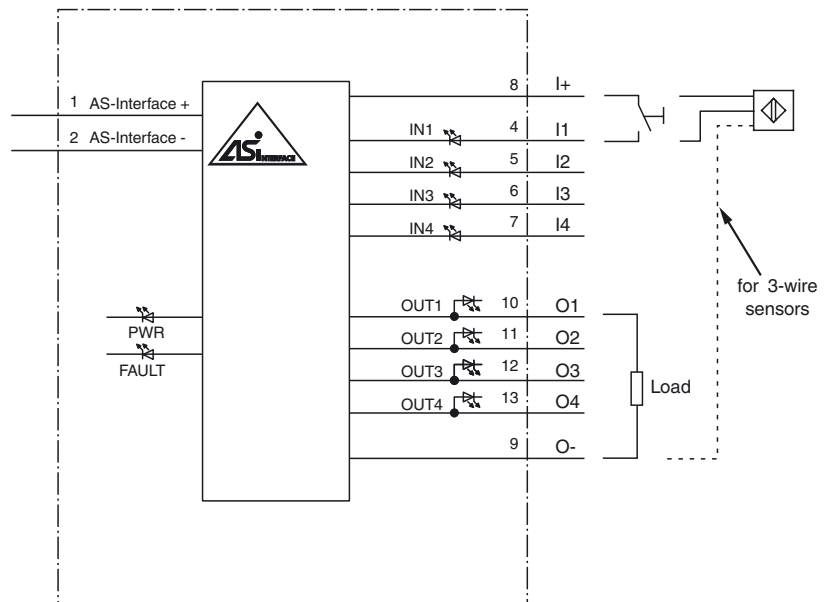 1 AS-Interface +
2 AS-Interface -
ASi INTERFACE
8 I+
IN1 4 I1
IN2 5 I2
IN3 6 I3
IN4 7 I4
for 3-wire
sensors
PWR
FAULT
OUT1 10 O1
OUT2 11 O2
OUT3 12 O3
OUT4 13 O4
Load
9 O-